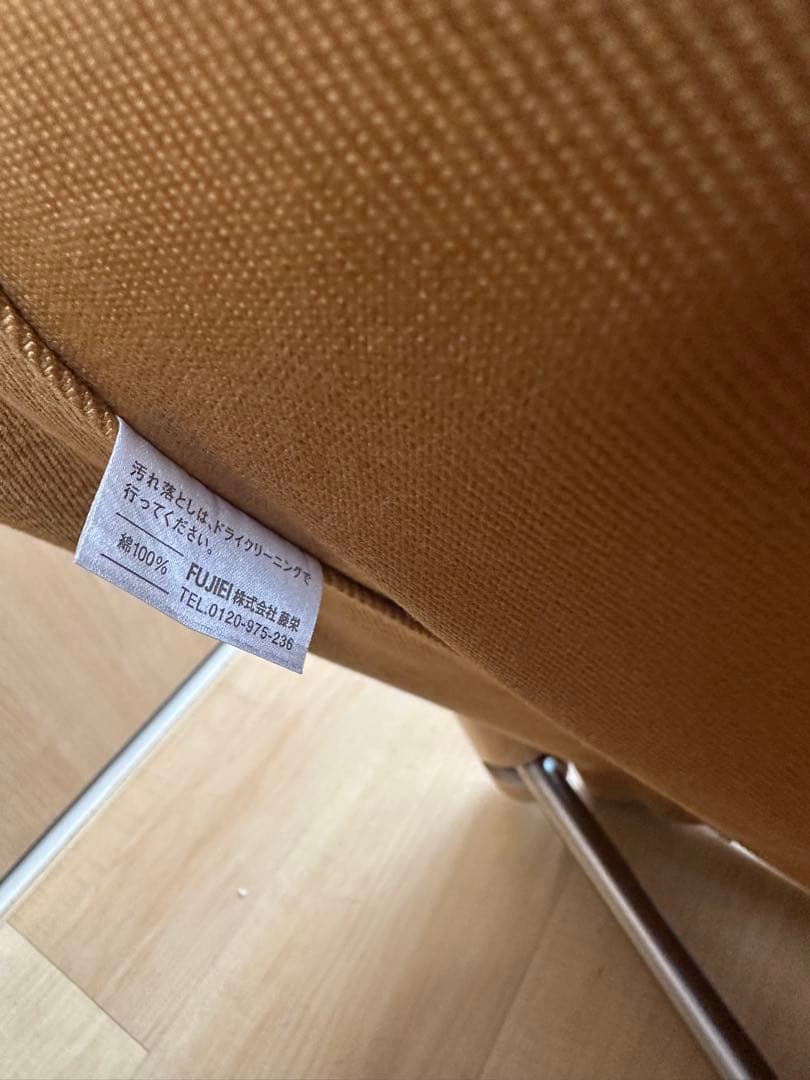 汚れ落としは、ドライクリーニングで
行ってください。
綿100%
FUJIEI 株式会社 藤栄
TEL.0120-975-236